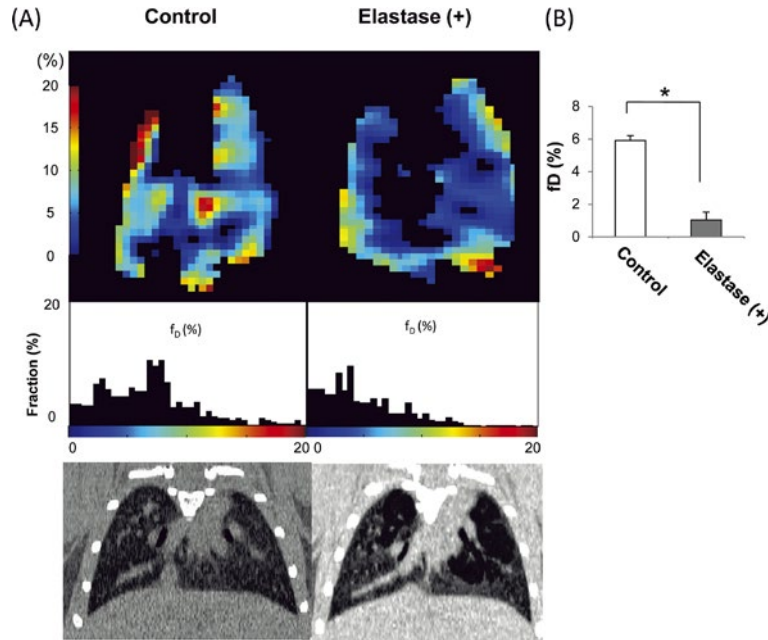 (A)
Control
Elastase (+)
(B)
(%)
20
15
10
5
0
8
6
4
2
0
fD (%)
*
Control
Elastase (+)
20
0
Fraction (%)
fD (%)
fD (%)
0
20
0
20